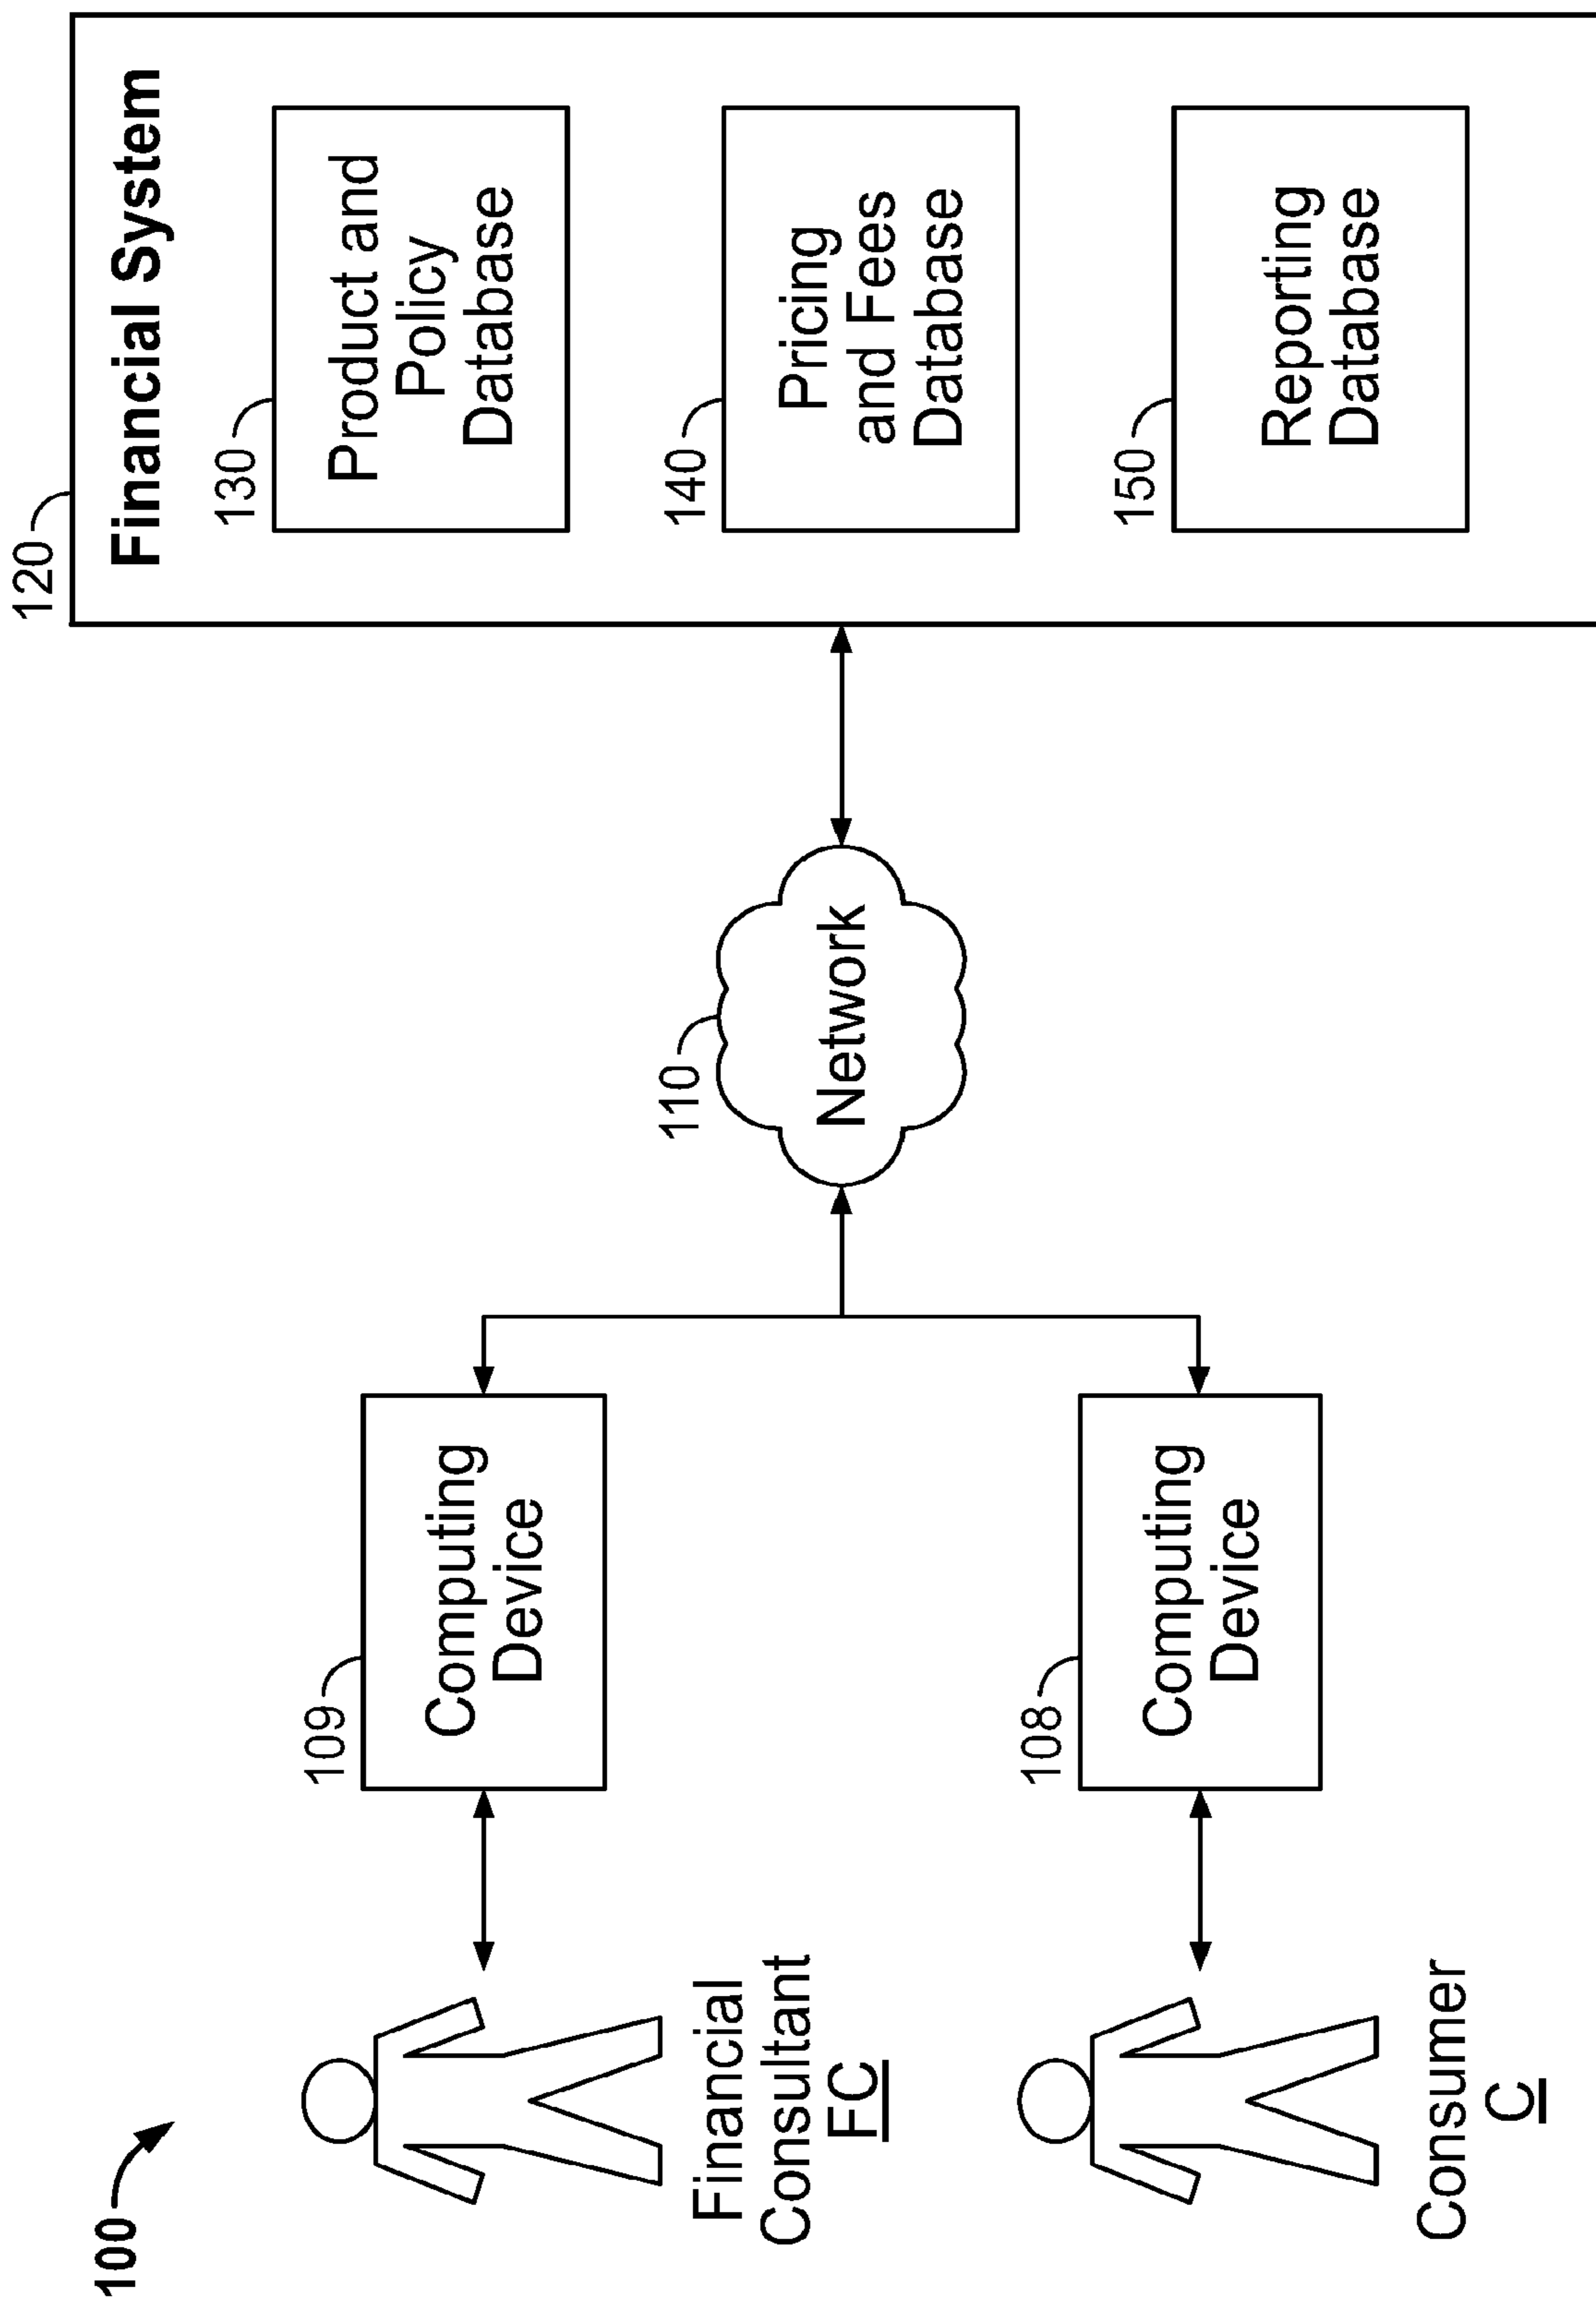 100
Financial
Consultant
FC
109
Computing
Device
Consumer
C
108
Computing
Device
110
Network
120
Financial System
130
Product and
Policy
Database
140
Pricing
and Fees
Database
150
Reporting
Database